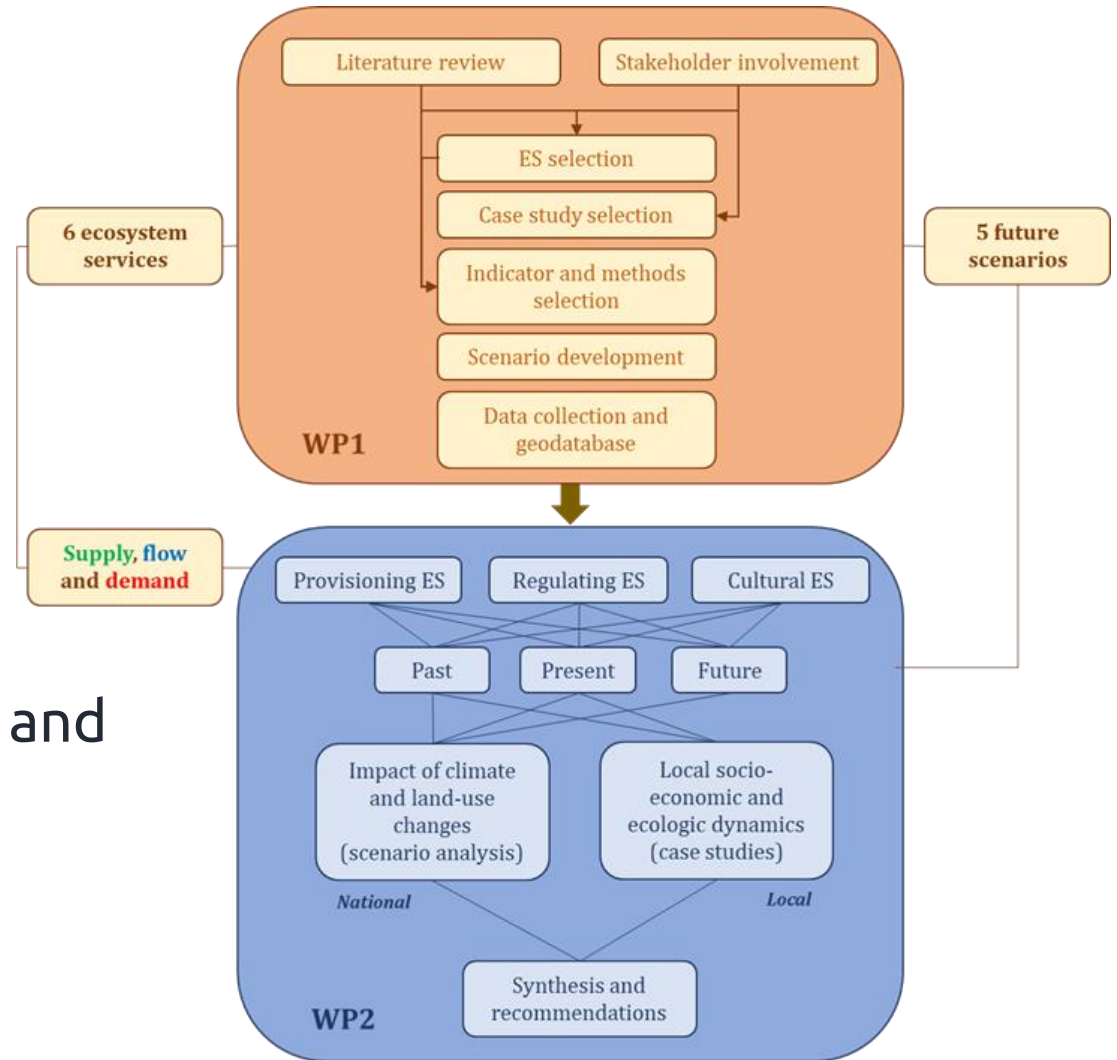 Literature review
Stakeholder involvement
ES selection
Case study selection
6 ecosystem
services
5 future
scenarios
Indicator and methods
selection
Scenario development
Data collection and
geodatabase
WP1
Supply, flow
and demand
Provisioning ES
Regulating ES
Cultural ES
Past
Present
Future
and
Impact of climate
and land-use
changes
(scenario analysis)
Local socio-
economic and
ecologic dynamics
(case studies)
National
Local
Synthesis and
recommendations
WP2